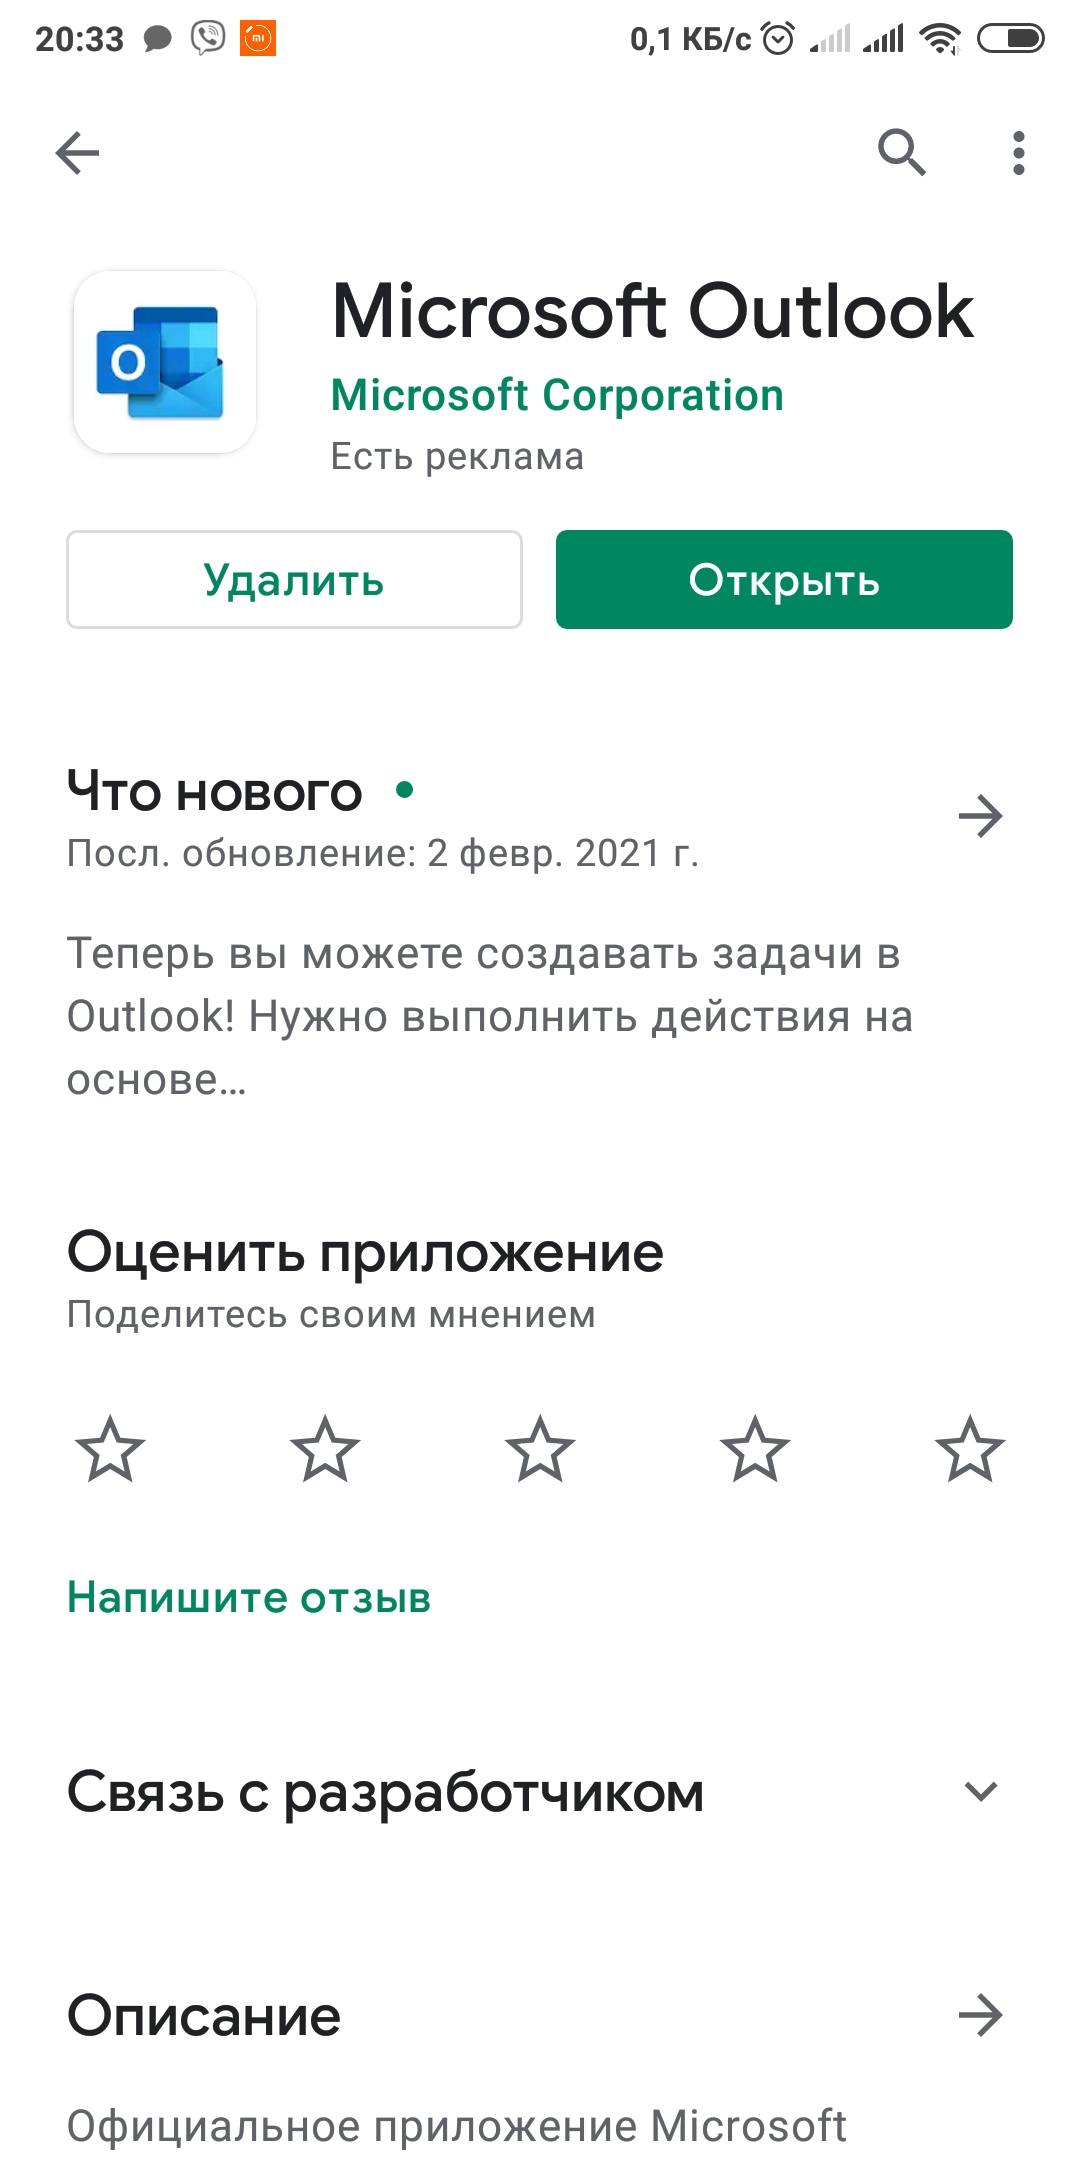 20:33
0,1 КБ/с
Microsoft Outlook
Microsoft Corporation
Есть реклама
Удалить
Открыть
Что нового
Посл. обновление: 2 февр. 2021 г.
Теперь вы можете создавать задачи в
Outlook! Нужно выполнить действия на
основе…
Оценить приложение
Поделитесь своим мнением
Напишите отзыв
Связь с разработчиком
Описание
Официальное приложение Microsoft